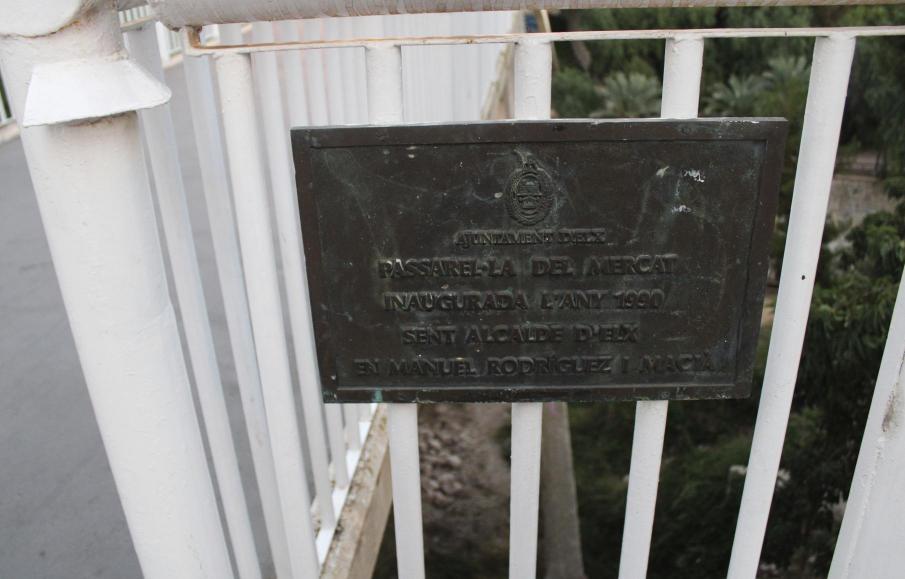 AJUNTAMENT D'ELX
PASSAREL·LA DEL MERCAT
INAUGURADA L'ANY 1990
SENT ALCALDE D'ELX
EN MANUEL RODRÍGUEZ I MACIÀ